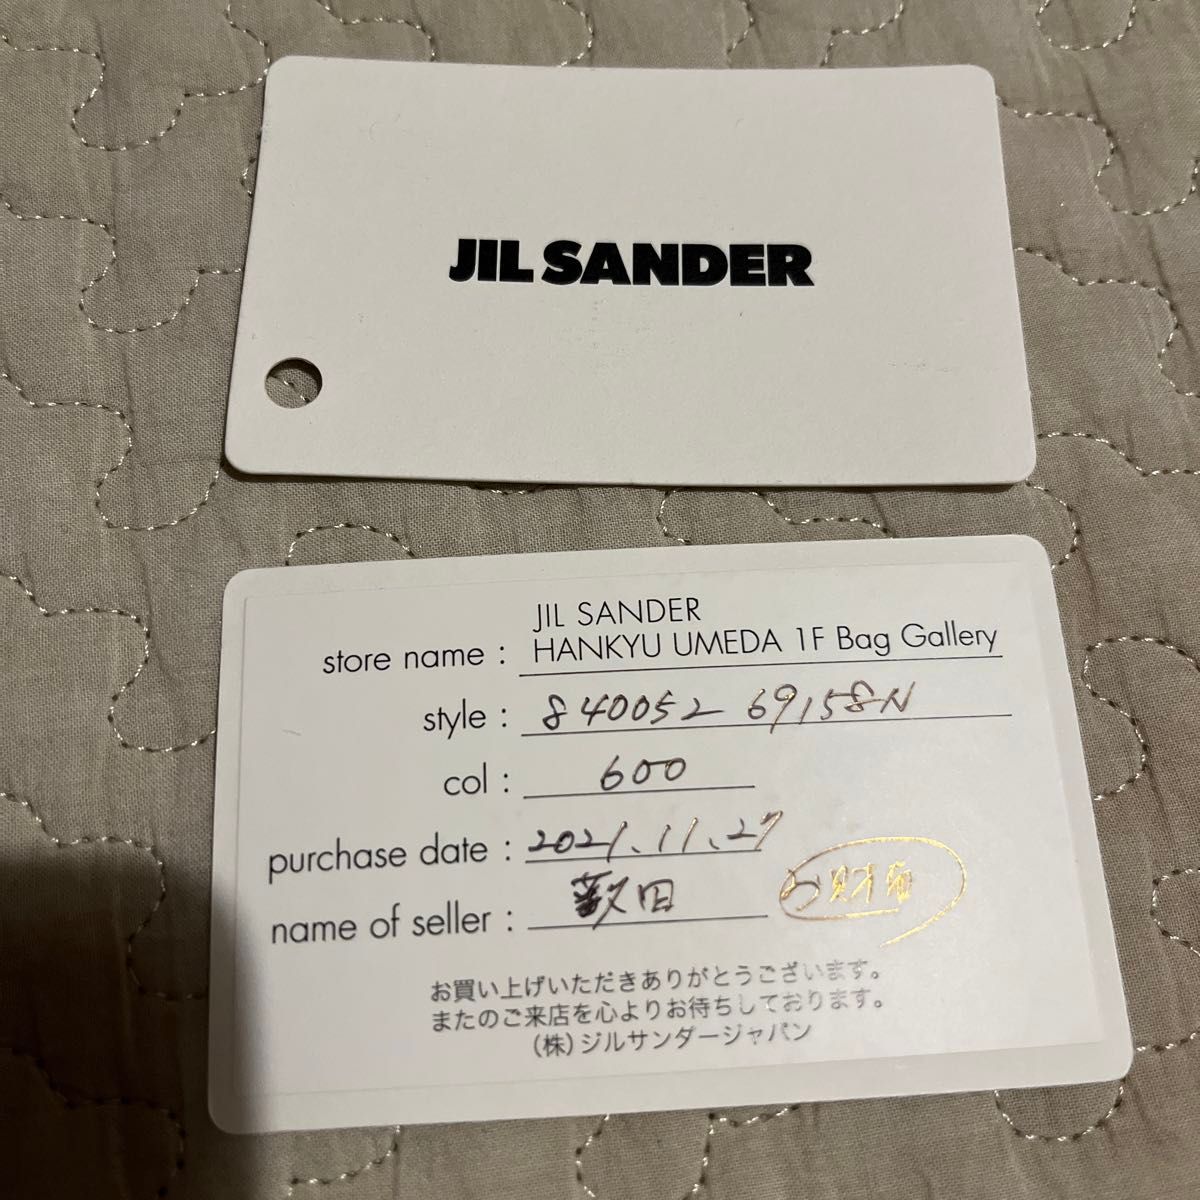 JIL SANDER
JIL SANDER
store name : HANKYU UMEDA 1F Bag Gallery
style : 840052 69158N
col : 600
purchase date : 2021.11.27
name of seller : 薮田 お財布
お買い上げいただきありがとうございます。
またのご来店を心よりお待ちしております。
(株)ジルサンダージャパン